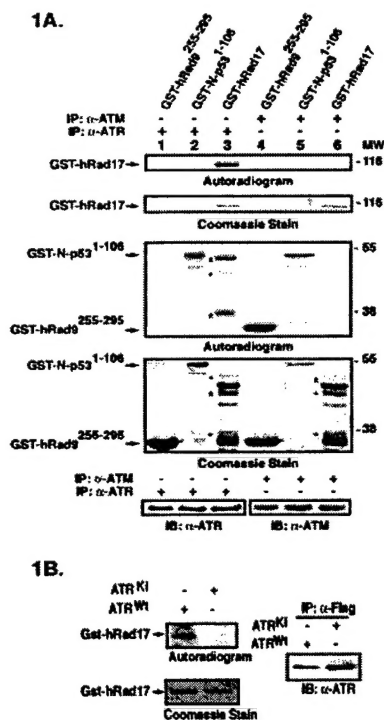 1A.
GST-hRad9 255-295
GST-N-p53 1-106
GST-hRad17
GST-hRad9 255-295
GST-N-p53 1-106
GST-hRad17
IP: α-ATM - - - + + +
IP: α-ATR + + + - - -
1 2 3 4 5 6 MW
GST-hRad17 - 116
Autoradiogram
GST-hRad17 - 116
Coomassie Stain
GST-N-p53 1-106 - 55
*
*
*
- 36
GST-hRad9 255-295
Autoradiogram
GST-N-p53 1-106 - 55
*
*
*
*
*
*
- 36
GST-hRad9 255-295
Coomassie Stain
IP: α-ATM - - - + + +
IP: α-ATR + + + - - -
IB: α-ATR IB: α-ATM
1B.
ATR Ki - +
ATR Wt + -
Gst-hRad17
Autoradiogram
Gst-hRad17
Coomassie Stain
IP: α-Flag
ATR Ki - +
ATR Wt + -
IB: α-ATR